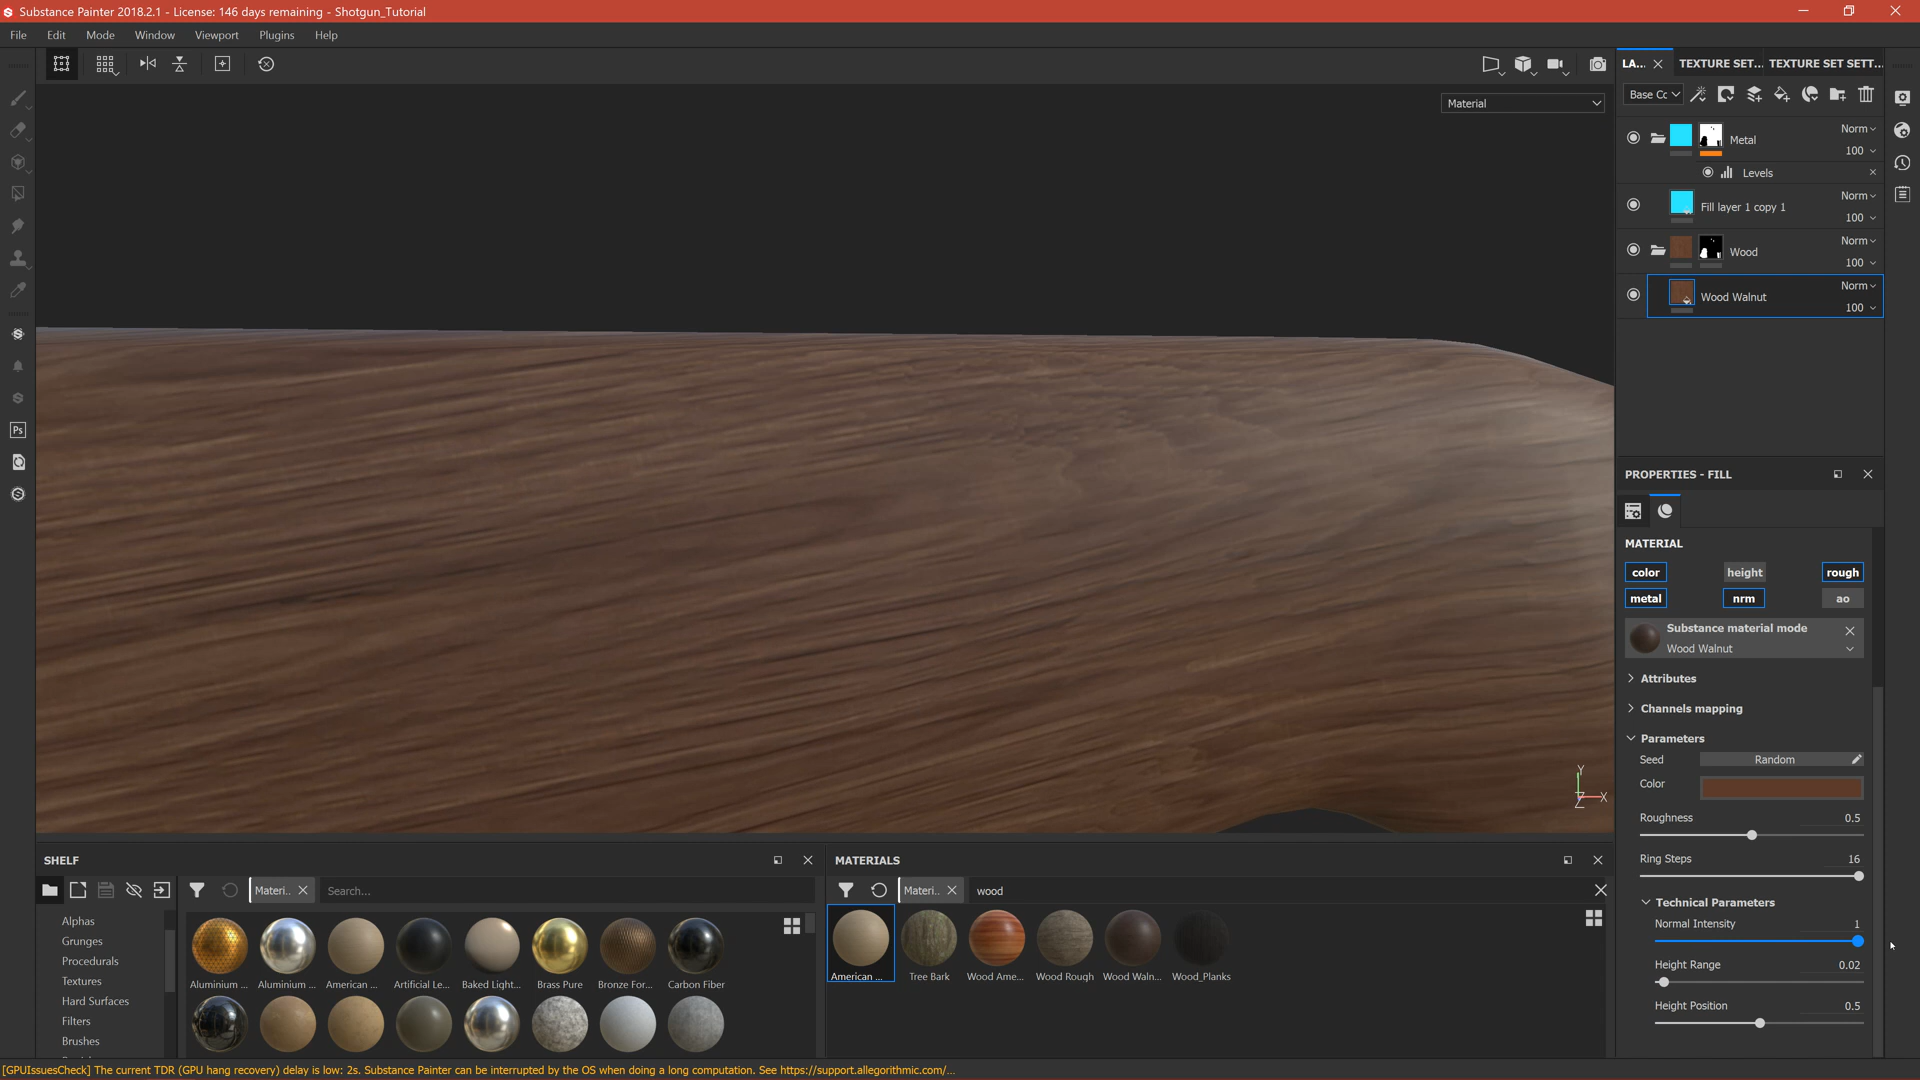 Substance Painter 2018.2.1 - License: 146 days remaining - Shotgun_Tutorial
File Edit Mode Window Viewport Plugins Help
LA... TEXTURE SET... TEXTURE SET SETT...
Base Cc
Material
Norm
Metal
100
Levels
Norm
Fill layer 1 copy 1
100
Norm
Wood
100
Norm
Wood Walnut
100
Ps
PROPERTIES - FILL
MATERIAL
color height rough
metal nrm ao
Substance material mode
Wood Walnut
Attributes
Channels mapping
Parameters
Seed Random
Color
Roughness 0.5
Ring Steps 16
Technical Parameters
Normal Intensity 1
Height Range 0.02
Height Position 0.5
Y
Z X
SHELF
Materi.. Search...
Alphas
Grunges
Procedurals
Textures
Hard Surfaces
Filters
Brushes
Aluminium ... Aluminium ... American ... Artificial Le... Baked Light... Brass Pure Bronze For... Carbon Fiber
MATERIALS
Materi.. wood
American ... Tree Bark Wood Ame... Wood Rough Wood Waln... Wood_Planks
[GPUIssuesCheck] The current TDR (GPU hang recovery) delay is low: 2s. Substance Painter can be interrupted by the OS when doing a long computation. See https://support.allegorithmic.com/...